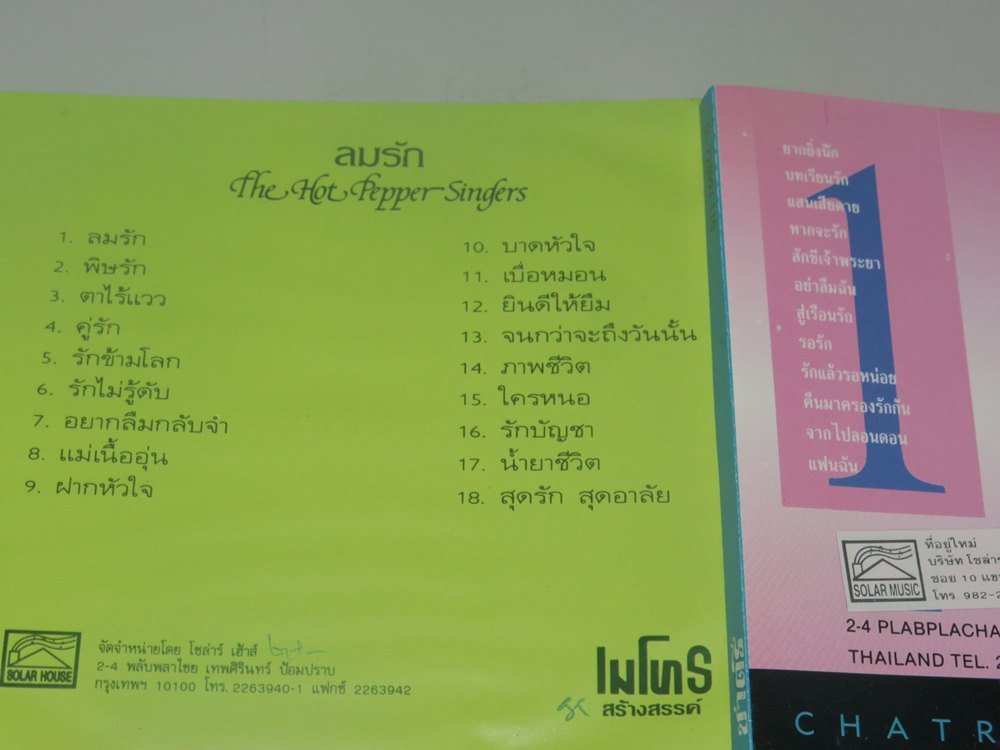 ลมรัก
The Hot Pepper Singers
1. ลมรัก
2. พิษรัก
3. ตาไร้แวว
4. คู่รัก
5. รักข้ามโลก
6. รักไม่รู้ดับ
7. อยากลืมกลับจำ
8. แม่เนื้ออุ่น
9. ฝากหัวใจ
10. บาดหัวใจ
11. เบื่อหมอน
12. ยินดีให้ยืม
13. จนกว่าจะถึงวันนั้น
14. ภาพชีวิต
15. ใครหนอ
16. รักบัญชา
17. น้ำยาชีวิต
18. สุดรัก สุดอาลัย
SOLAR HOUSE
จัดจำหน่ายโดย โซล่าร์ เฮ้าส์
2-4 พลับพลาไชย เทพศิรินทร์ ป้อมปราบ
กรุงเทพฯ 10100 โทร. 2263940-1 แฟกซ์ 2263942
เมโทร
สร้างสรรค์
ยากยิ่งนัก
บทเรียนรัก
แสนเสียดาย
หากจะรัก
สักขีเจ้าพระยา
อย่าลืมฉัน
สู่เรือนรัก
รอรัก
รักแล้วรอหน่อย
คืนมาครองรักกัน
จากไปลอนดอน
แฟนฉัน
1
SOLAR MUSIC
ที่อยู่ใหม่
บริษัท โซล่าร์
ซอย 10 แขว
โทร. 982-2
2-4 PLABPLACHA
THAILAND TEL. 2
CHATR